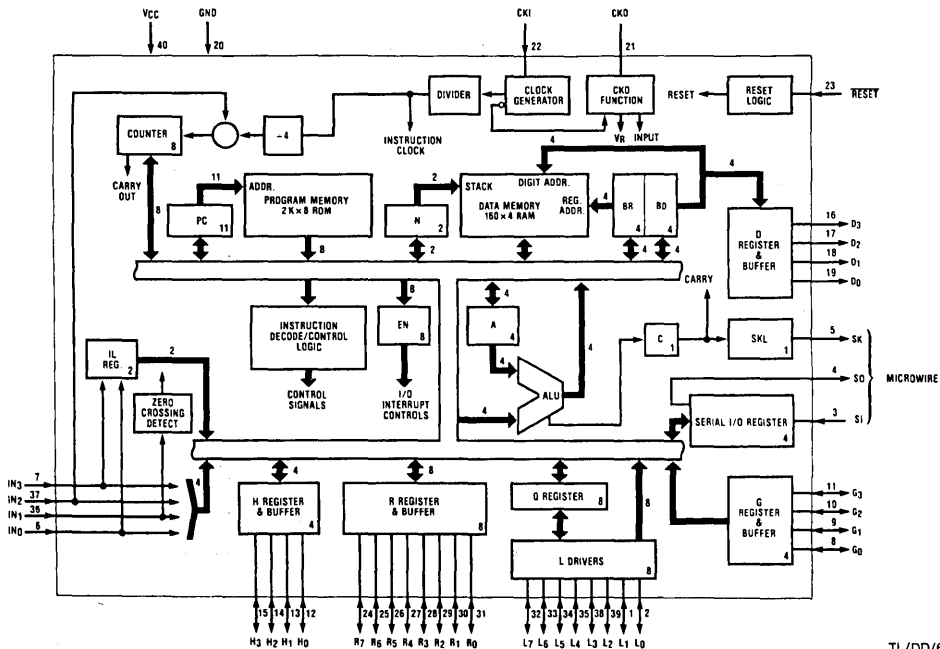 VCC
GND
CKI
CKO
40
20
22
21
DIVIDER
CLOCK
GENERATOR
CKO
FUNCTION
RESET
RESET
LOGIC
23
RESET
COUNTER
8
÷4
INSTRUCTION
CLOCK
VR
INPUT
CARRY
OUT
8
11
ADDR.
PROGRAM MEMORY
2K×8 ROM
PC
11
8
2
N
2
2
STACK
DIGIT ADDR.
DATA MEMORY
160×4 RAM
REG.
ADDR.
4
4
4
BR
BD
4
4
4
4
D
REGISTER
&
BUFFER
16
D3
17
D2
18
D1
19
D0
INSTRUCTION
DECODE/CONTROL
LOGIC
CONTROL
SIGNALS
8
EN
8
I/O
INTERRUPT
CONTROLS
4
A
4
4
4
ALU
4
CARRY
C
1
SKL
1
5
SK
4
SO
3
SI
MICROWIRE
SERIAL I/O REGISTER
4
IL
REG.
2
2
ZERO
CROSSING
DETECT
IN3
7
IN2
37
IN1
36
IN0
6
4
4
H REGISTER
& BUFFER
4
8
R REGISTER
& BUFFER
8
Q REGISTER
8
L DRIVERS
8
8
G
REGISTER
&
BUFFER
4
11
G3
10
G2
9
G1
8
G0
15
14
13
12
H3
H2
H1
H0
24
25
26
27
28
29
30
31
R7
R6
R5
R4
R3
R2
R1
R0
32
33
34
35
38
39
1
2
L7
L6
L5
L4
L3
L2
L1
L0